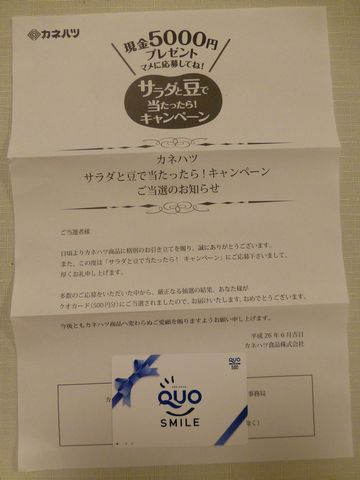 カネハツ
現金5000円
プレゼント
マメに応募してね!
サラダと豆で
当たったら!
キャンペーン
カネハツ
サラダと豆で当たったら!キャンペーン
ご当選のお知らせ
ご当選者様
日頃よりカネハツ商品に格別のお引き立てを賜り、誠にありがとうございます。
また、この度は「サラダと豆で当たったら! キャンペーン」にご応募下さいまして、
厚くお礼申し上げます。
多数のご応募をいただいた中から、厳正なる抽選の結果、あなた様が
クオカード(500円分)にご当選されましたので、お届けいたします。おめでとうございます。
今後ともカネハツ商品へ変わらぬご愛顧を賜りますようお願い申し上げます。
平成26年6月吉日
カネハツ食品株式会社
カ
事務局
QUO
500
QUO
SMILE
く)